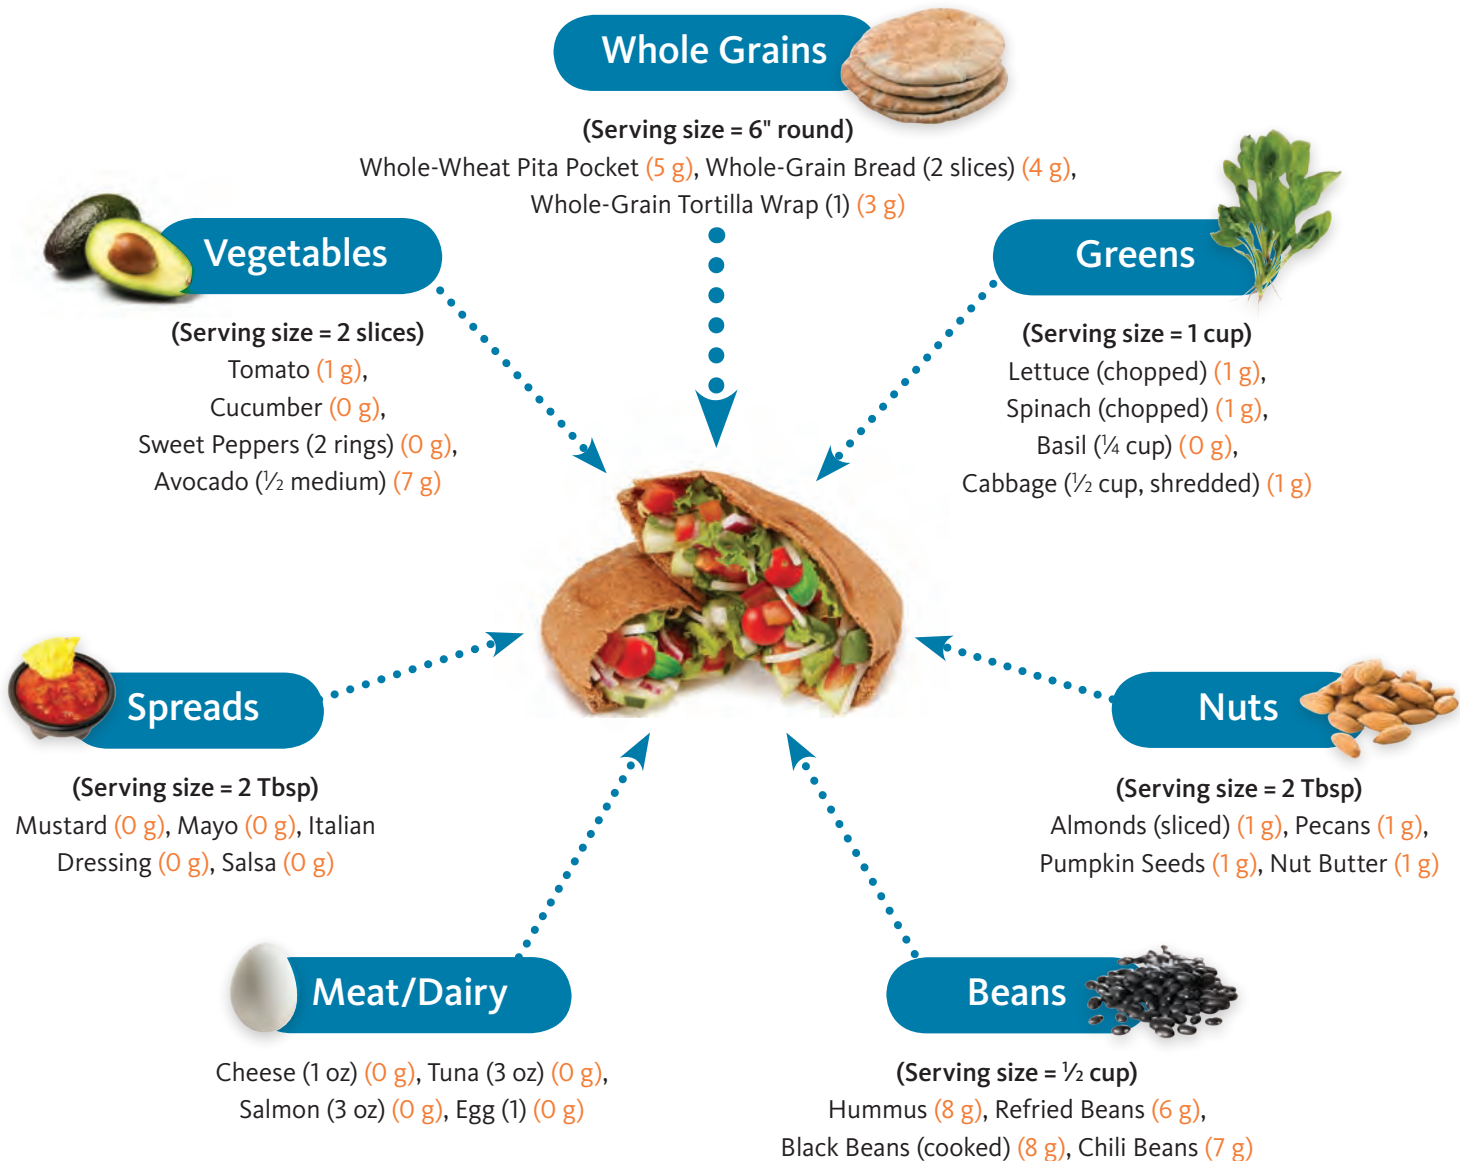 Whole Grains
(Serving size = 6" round)
Whole-Wheat Pita Pocket (5 g), Whole-Grain Bread (2 slices) (4 g),
Whole-Grain Tortilla Wrap (1) (3 g)
Vegetables
(Serving size = 2 slices)
Tomato (1 g),
Cucumber (0 g),
Sweet Peppers (2 rings) (0 g),
Avocado (½ medium) (7 g)
Greens
(Serving size = 1 cup)
Lettuce (chopped) (1 g),
Spinach (chopped) (1 g),
Basil (¼ cup) (0 g),
Cabbage (½ cup, shredded) (1 g)
Spreads
(Serving size = 2 Tbsp)
Mustard (0 g), Mayo (0 g), Italian
Dressing (0 g), Salsa (0 g)
Nuts
(Serving size = 2 Tbsp)
Almonds (sliced) (1 g), Pecans (1 g),
Pumpkin Seeds (1 g), Nut Butter (1 g)
Meat/Dairy
Cheese (1 oz) (0 g), Tuna (3 oz) (0 g),
Salmon (3 oz) (0 g), Egg (1) (0 g)
Beans
(Serving size = ½ cup)
Hummus (8 g), Refried Beans (6 g),
Black Beans (cooked) (8 g), Chili Beans (7 g)